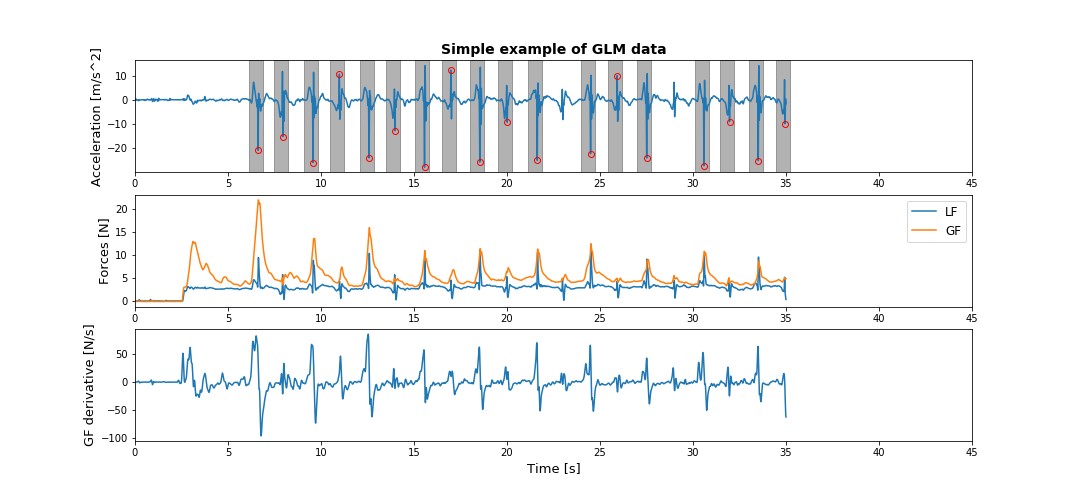 Simple example of GLM data
Acceleration [m/s^2]
10
0
−10
−20
0 5 10 15 20 25 30 35 40 45
Forces [N]
20
15
10
5
0
LF
GF
0 5 10 15 20 25 30 35 40 45
GF derivative [N/s]
50
0
−50
−100
0 5 10 15 20 25 30 35 40 45
Time [s]